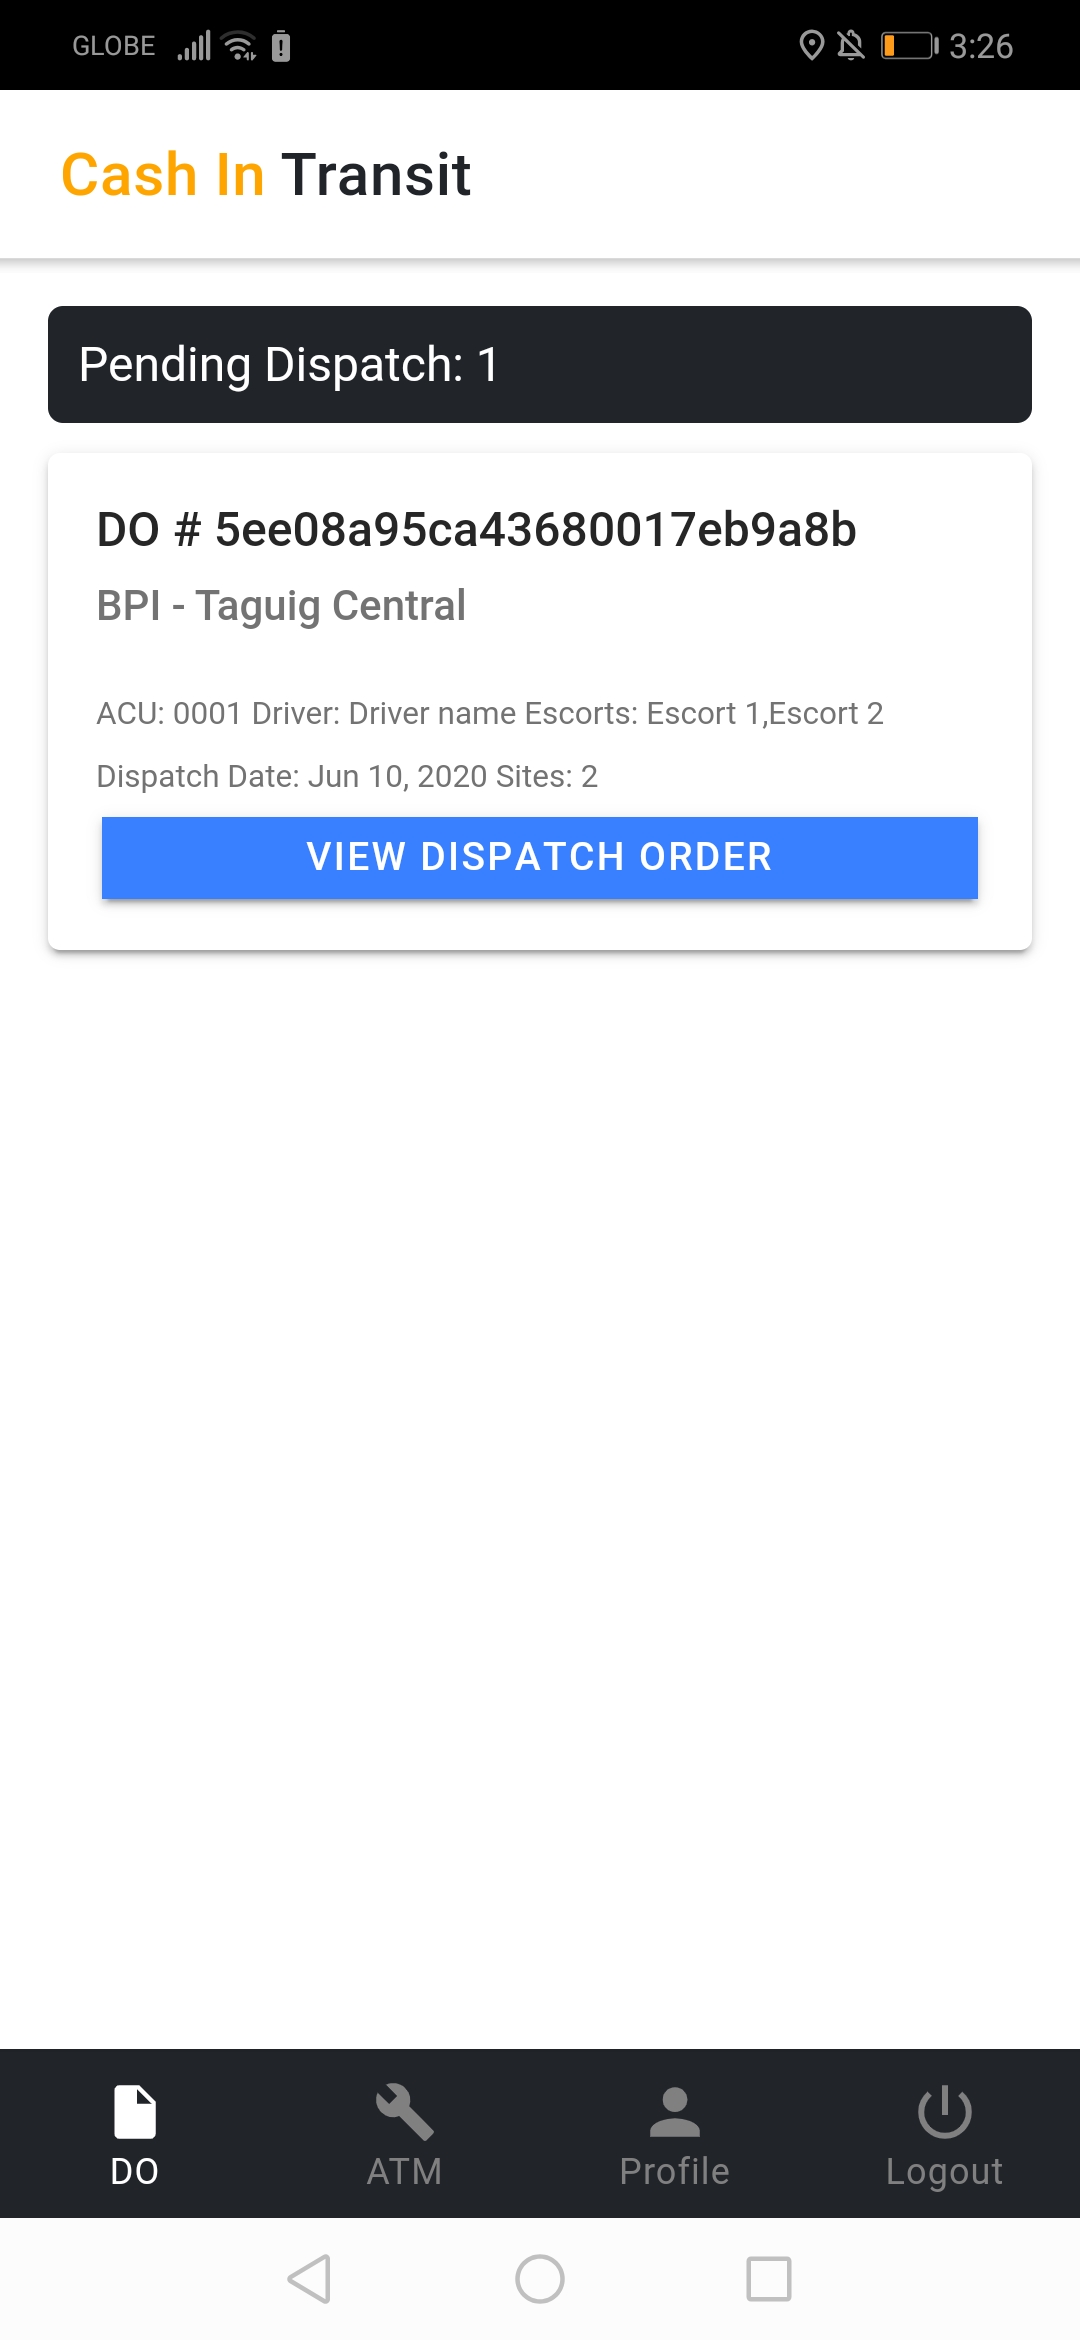 GLOBE 3:26
Cash In Transit
Pending Dispatch: 1
DO # 5ee08a95ca43680017eb9a8b
BPI - Taguig Central
ACU: 0001 Driver: Driver name Escorts: Escort 1,Escort 2
Dispatch Date: Jun 10, 2020 Sites: 2
VIEW DISPATCH ORDER
DO ATM Profile Logout